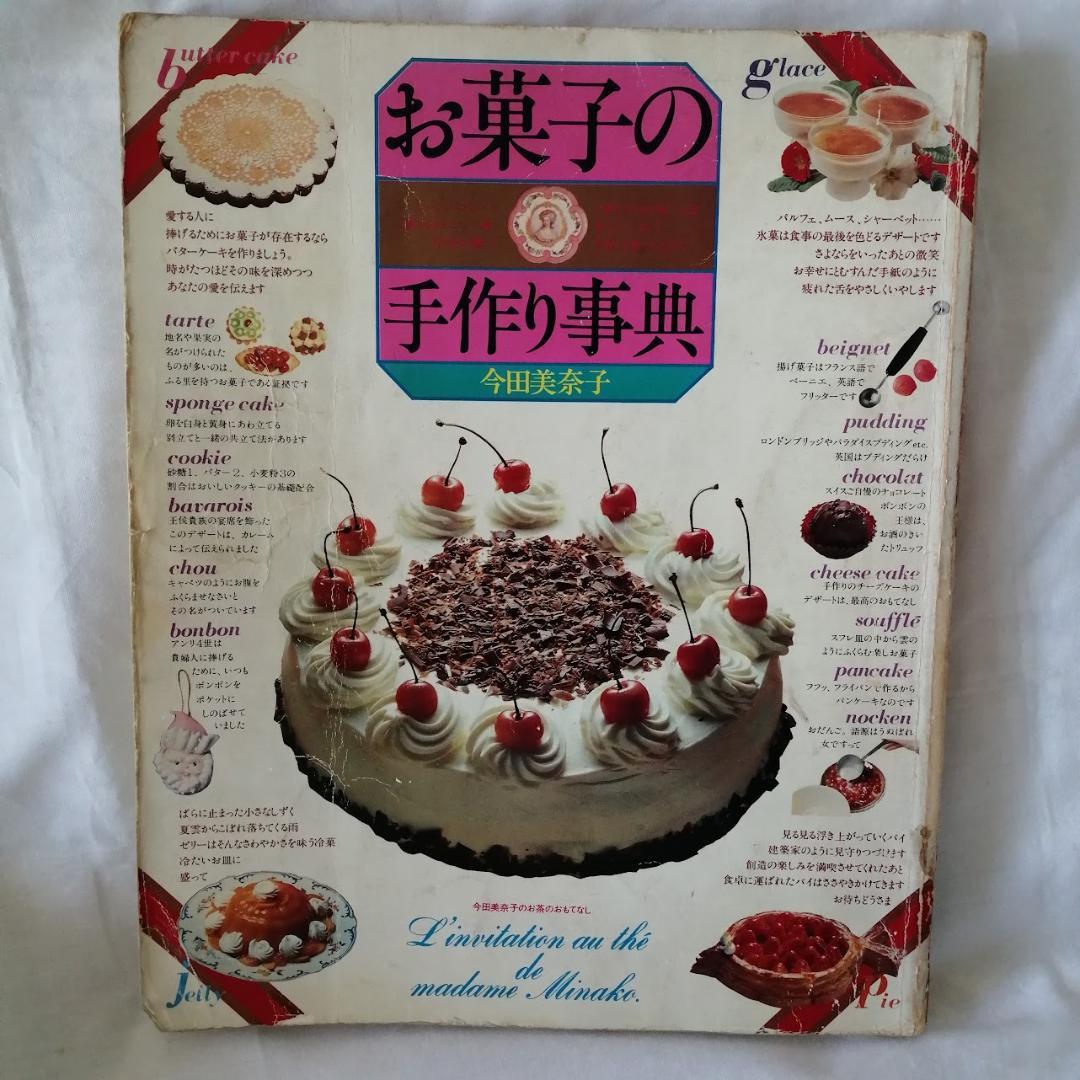 butter cake
愛する人に
捧げるためにお菓子が存在するなら
バターケーキを作りましょう。
時がたつほどその味を深めつつ
あなたの愛を伝えます
tarte
地名や果実の
名がつけられた
ものが多いのは、
ふる里を持つお菓子である証拠です
sponge cake
卵を白身と黄身にあわ立てる
別立てと一緒の共立て法があります
cookie
砂糖1、バター2、小麦粉3の
割合はおいしいクッキーの基礎配合
bavarois
王侯貴族の宴席を飾った
このデザートは、カレーム
によって伝えられました
chou
キャベツのようにお腹を
ふくらませなさいと
その名がついています
bonbon
アンリ4世は
貴婦人に捧げる
ために、いつも
ボンボンを
ポケットに
しのばせて
いました
ばらに止まった小さなしずく
夏雲からこぼれ落ちてくる雨
ゼリーはそんなさわやかさを味う冷菓
冷たいお皿に
盛って
Jelly
お菓子の
手作り事典
今田美奈子
今田美奈子のお茶のおもてなし
L'invitation au thé
de
madame Minako.
glace
パルフェ、ムース、シャーベット……
氷菓は食事の最後を色どるデザートです
さよならをいったあとの微笑
お幸せにとむすんだ手紙のように
疲れた舌をやさしくいやします
beignet
揚げ菓子はフランス語で
ベーニエ、英語で
フリッターです
pudding
ロンドンブリッジやパラダイスプディングetc.
英国はプディングだらけ
chocolat
スイスご自慢のチョコレート
ボンボンの
王様は、
お酒のきい
たトリュッフ
cheese cake
手作りのチーズケーキの
デザートは、最高のおもてなし
soufflé
スフレ皿の中から雲の
ようにふくらむ楽しお菓子
pancake
フフッ、フライパンで作るから
パンケーキなのです
nocken
おだんご。語源はうぬぼれ
女ですって
見る見る浮き上がっていくパイ
建築家のように見守りつづけます
創造の楽しみを満喫させてくれたあと
食卓に運ばれたパイはささやきかけてきます
お待ちどうさま
Pie